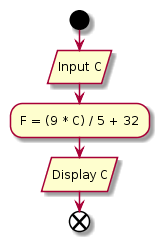 Input C
F = (9 * C) / 5 + 32
Display C